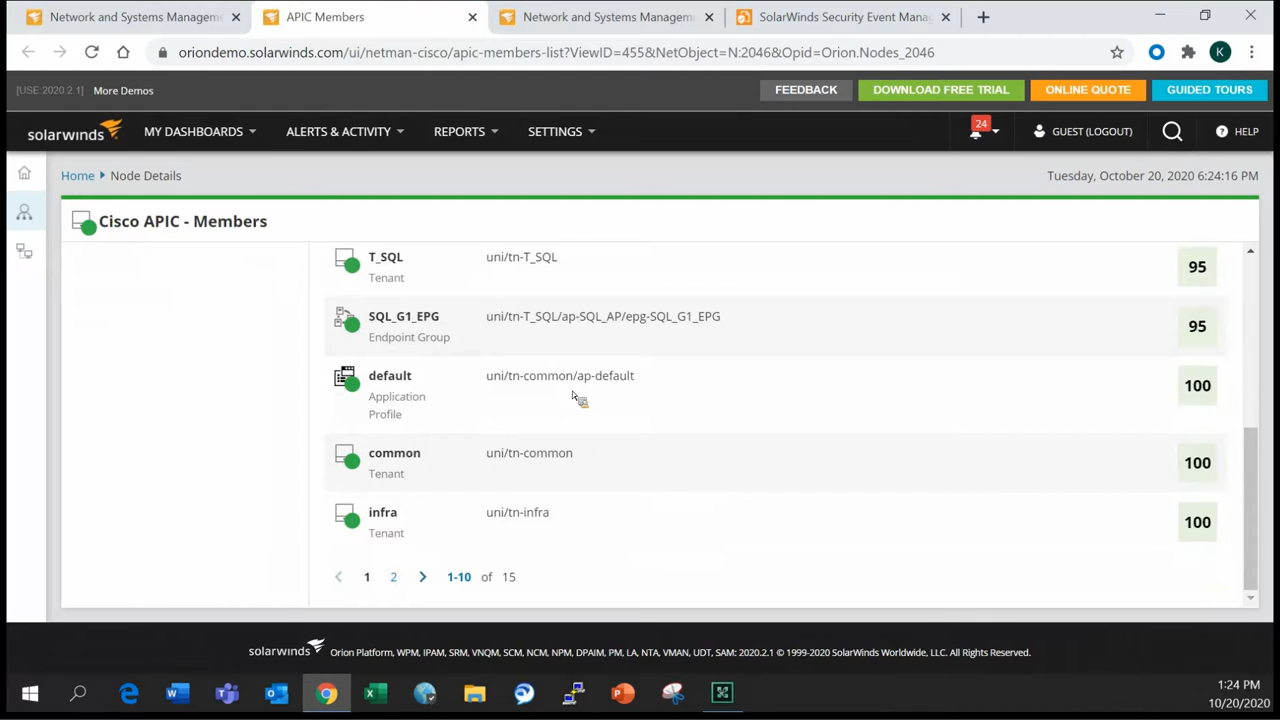 Network and Systems Managemen
APIC Members
Network and Systems Managem
SolarWinds Security Event Mana
oriondemo.solarwinds.com/ui/netman-cisco/apic-members-list?ViewID=455&NetObject=N:2046&Opid=Orion.Nodes_2046
K
[USE:2020.2.1] More Demos
FEEDBACK
DOWNLOAD FREE TRIAL
ONLINE QUOTE
GUIDED TOURS
solarwinds
MY DASHBOARDS
ALERTS & ACTIVITY
REPORTS
SETTINGS
24
GUEST (LOGOUT)
HELP
Home Node Details
Tuesday, October 20, 2020 6:24:16 PM
Cisco APIC - Members
T_SQL uni/tn-T_SQL 95
Tenant
SQL_G1_EPG uni/tn-T_SQL/ap-SQL_AP/epg-SQL_G1_EPG 95
Endpoint Group
default uni/tn-common/ap-default 100
Application
Profile
common uni/tn-common 100
Tenant
infra uni/tn-infra 100
Tenant
1 2 1-10 of 15
solarwinds Orion Platform, WPM, IPAM, SRM, VNQM, SCM, NCM, NPM, DPAIM, PM, LA, NTA, VMAN, UDT, SAM: 2020.2.1 © 1999-2020 SolarWinds Worldwide, LLC. All Rights Reserved.
1:24 PM
10/20/2020